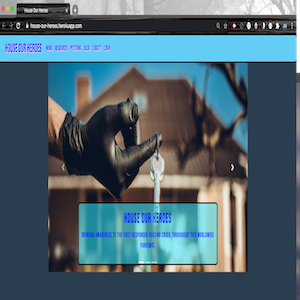 House Our Heroes
house-our-heroes.herokuapp.com
HOUSE OUR HEROES HOME RESOURCES PETITIONS BLOG ABOUT LOGIN
HOUSE OUR HEROES
BRINGING AWARENESS TO THE FIRST RESPONDER HOUSING CRISIS THROUGHOUT THIS WORLDWIDE
PANDEMIC.